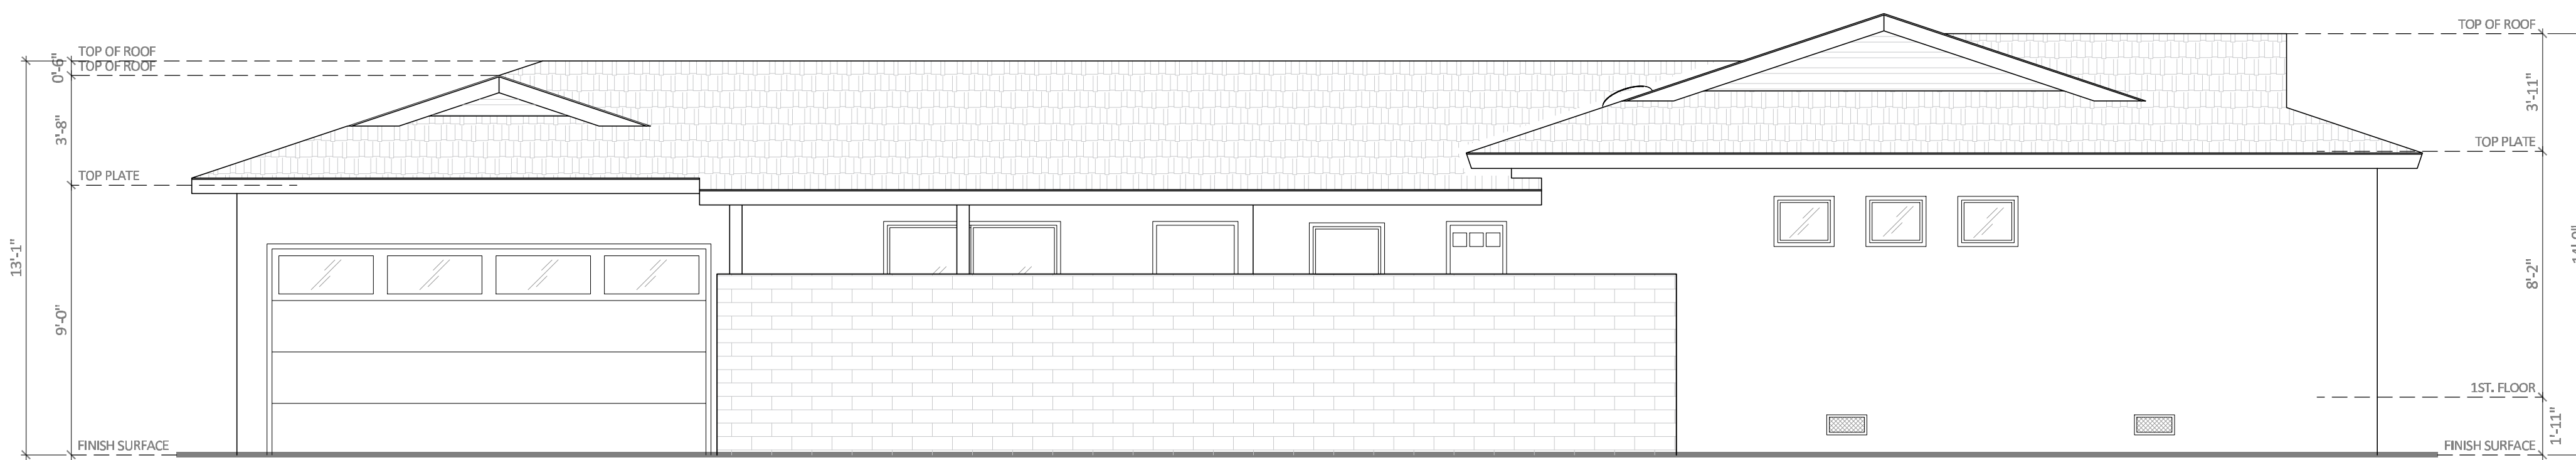 TOP OF ROOF
TOP OF ROOF
0'-6"
3'-8"
TOP PLATE
13'-1"
9'-0"
FINISH SURFACE
TOP OF ROOF
3'-11"
TOP PLATE
8'-2"
1ST. FLOOR
1'-11"
FINISH SURFACE